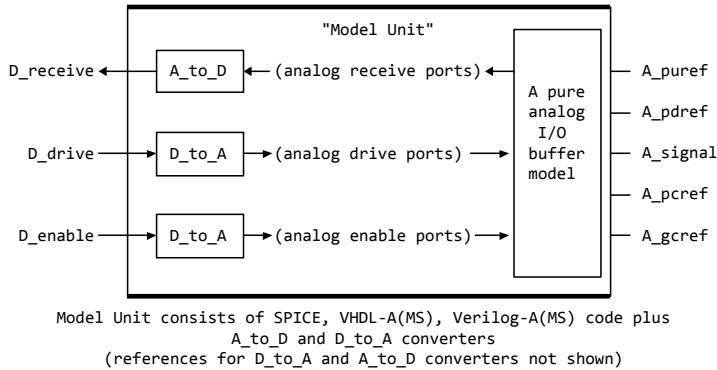 "Model Unit"
D_receive A_to_D (analog receive ports) A_puref
A pure
analog
I/O
buffer
model
A_pdref
D_drive D_to_A (analog drive ports) A_signal
A_pcref
D_enable D_to_A (analog enable ports) A_gcref
Model Unit consists of SPICE, VHDL-A(MS), Verilog-A(MS) code plus
A_to_D and D_to_A converters
(references for D_to_A and A_to_D converters not shown)